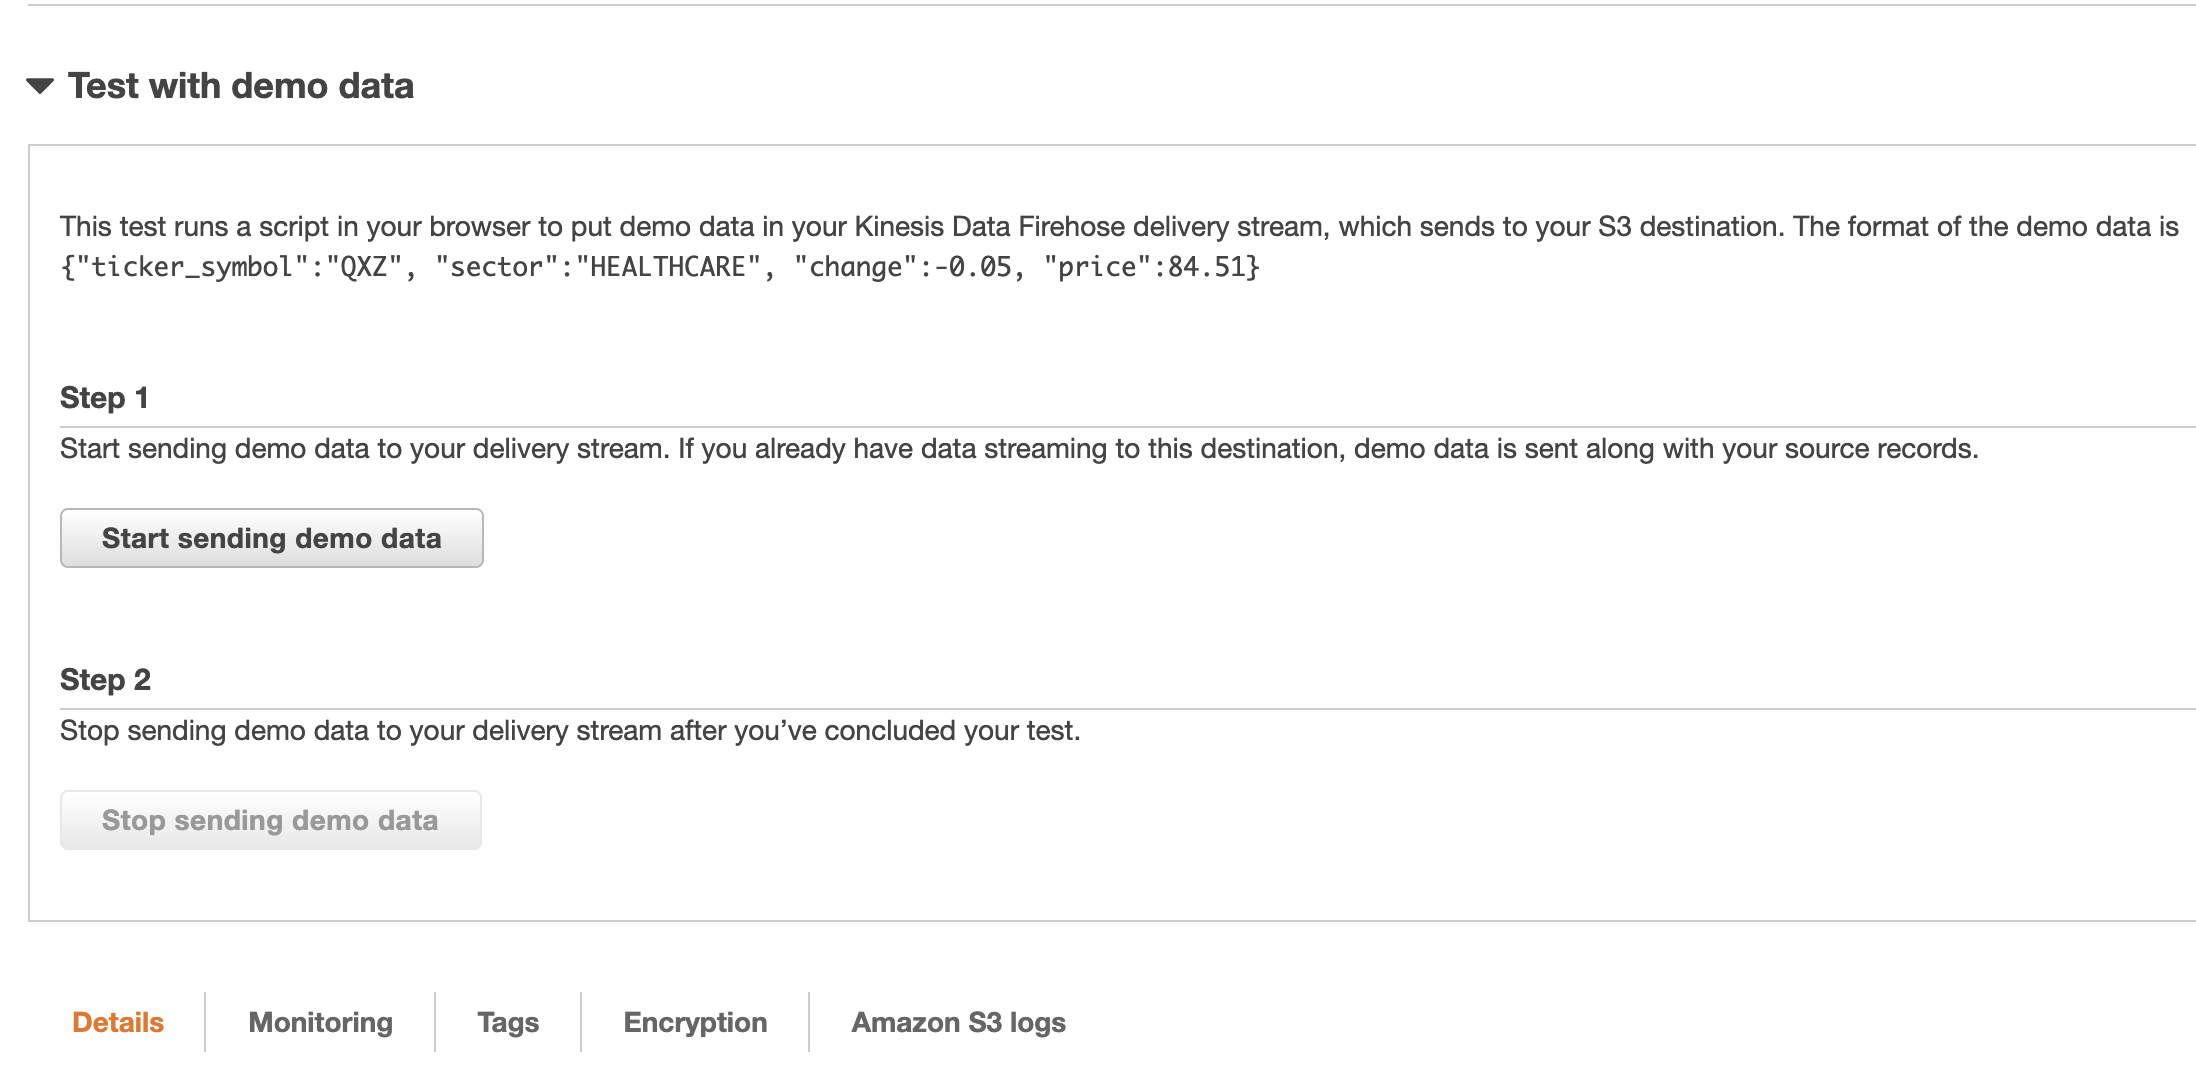 Test with demo data
This test runs a script in your browser to put demo data in your Kinesis Data Firehose delivery stream, which sends to your S3 destination. The format of the demo data is
{"ticker_symbol":"QXZ", "sector":"HEALTHCARE", "change":-0.05, "price":84.51}
Step 1
Start sending demo data to your delivery stream. If you already have data streaming to this destination, demo data is sent along with your source records.
Start sending demo data
Step 2
Stop sending demo data to your delivery stream after you’ve concluded your test.
Stop sending demo data
Details Monitoring Tags Encryption Amazon S3 logs